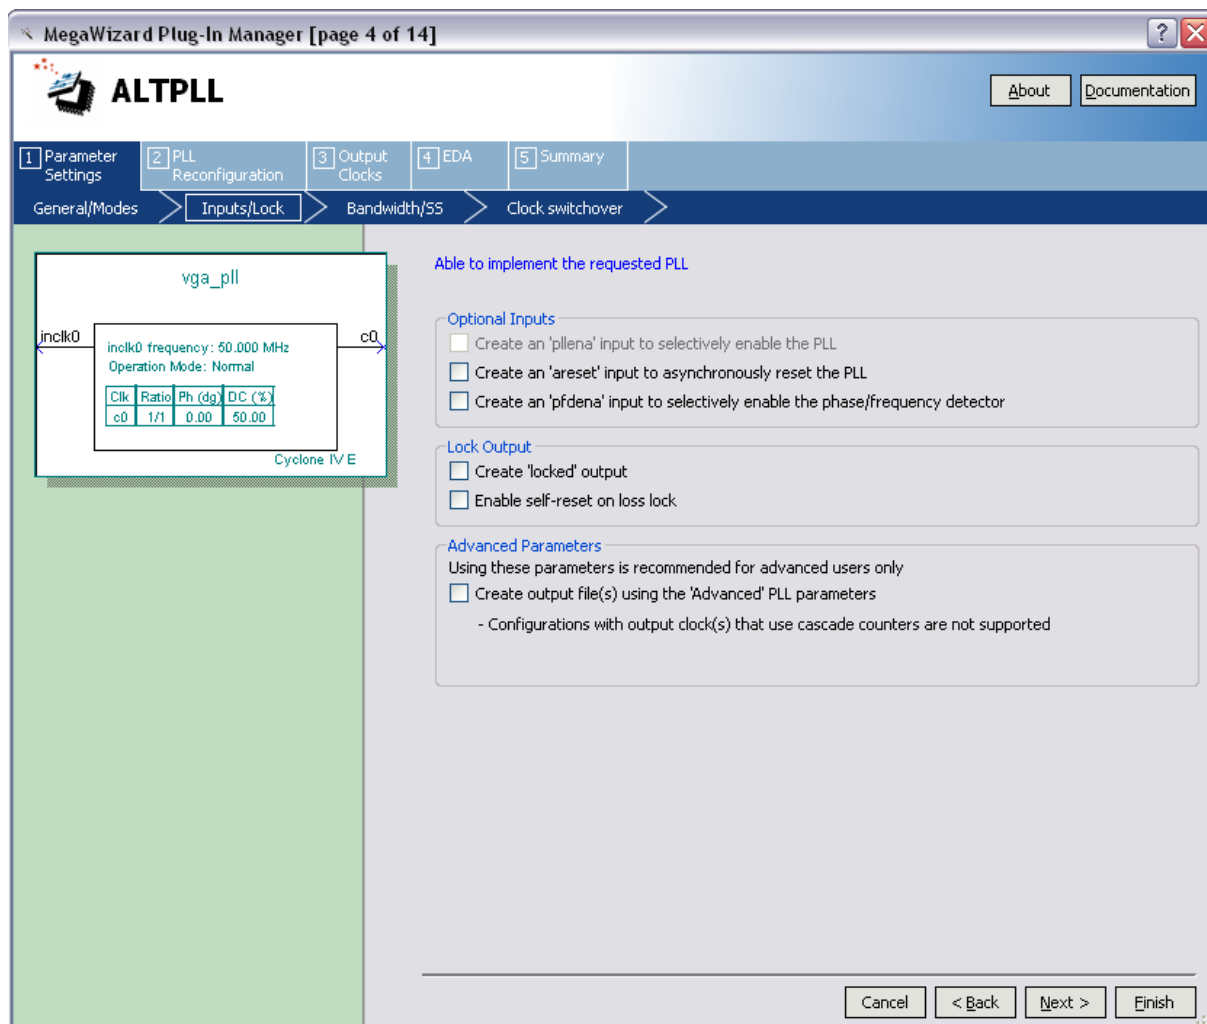 MegaWizard Plug-In Manager [page 4 of 14]
?
ALTPLL
About
Documentation
1 Parameter Settings
2 PLL Reconfiguration
3 Output Clocks
4 EDA
5 Summary
General/Modes
Inputs/Lock
Bandwidth/SS
Clock switchover
vga_pll
inclk0
c0
inclk0 frequency: 50.000 MHz
Operation Mode: Normal
Clk Ratio Ph (dg) DC (%)
c0 1/1 0.00 50.00
Cyclone IV E
Able to implement the requested PLL
Optional Inputs
Create an 'pllena' input to selectively enable the PLL
Create an 'areset' input to asynchronously reset the PLL
Create an 'pfdena' input to selectively enable the phase/frequency detector
Lock Output
Create 'locked' output
Enable self-reset on loss lock
Advanced Parameters
Using these parameters is recommended for advanced users only
Create output file(s) using the 'Advanced' PLL parameters
- Configurations with output clock(s) that use cascade counters are not supported
Cancel
< Back
Next >
Finish